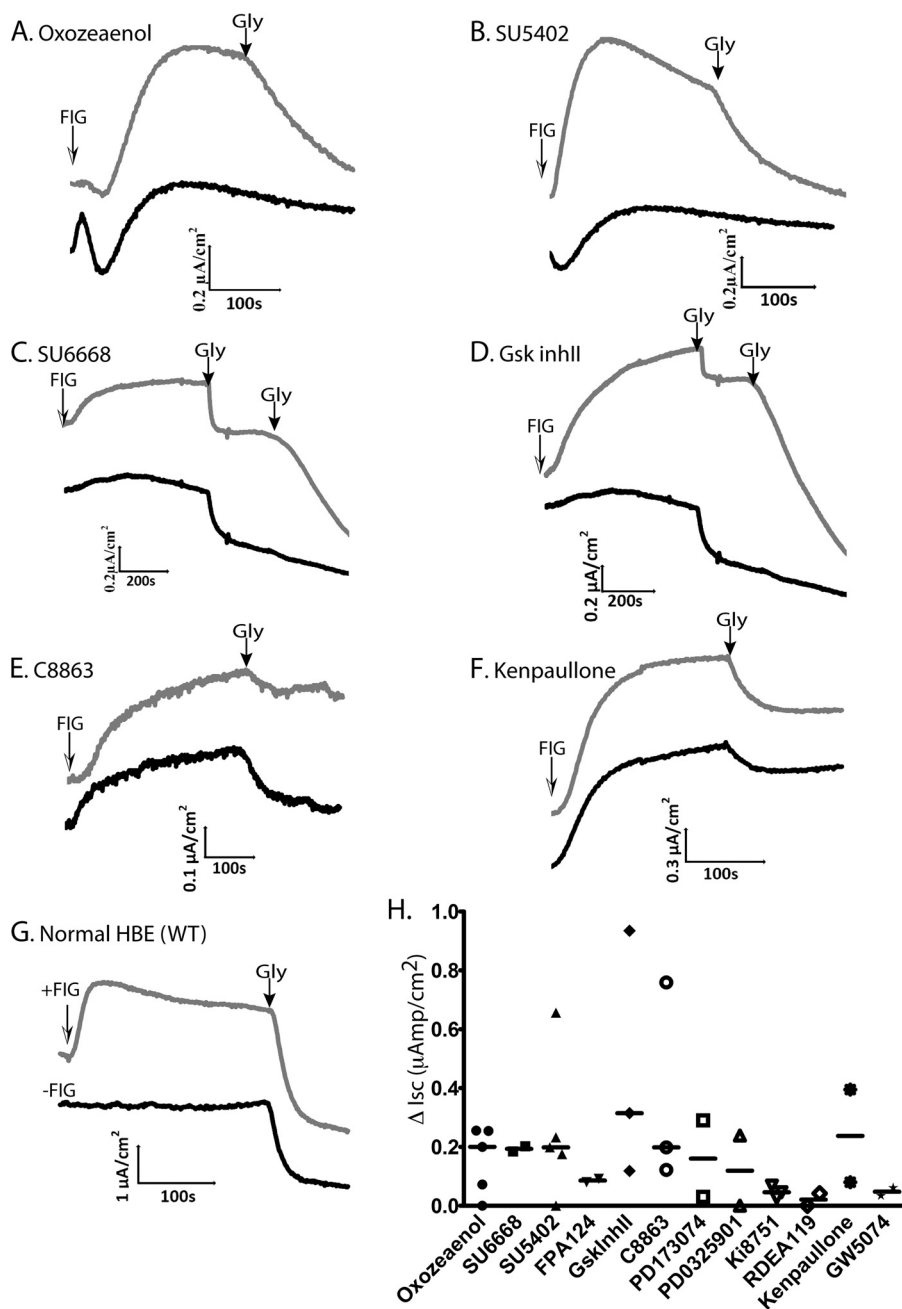 A. Oxozeaenol
Gly
FIG
0.2 µA/cm²
100s
B. SU5402
Gly
FIG
0.2µA/cm²
100s
C. SU6668
Gly
FIG
Gly
0.2µA/cm²
200s
D. Gsk inhII
Gly
Gly
FIG
0.2 µA/cm²
200s
E. C8863
Gly
FIG
0.1 µA/cm²
100s
F. Kenpaullone
Gly
FIG
0.3 µA/cm²
100s
G. Normal HBE (WT)
Gly
+FIG
-FIG
1 µA/cm²
100s
H.
Δ Isc (µAmp/cm²)
1.0
0.8
0.6
0.4
0.2
0.0
Oxozeaenol
SU6668
SU5402
FPA124
GskInhII
C8863
PD173074
PD0325901
Ki8751
RDEA119
Kenpaullone
GW5074